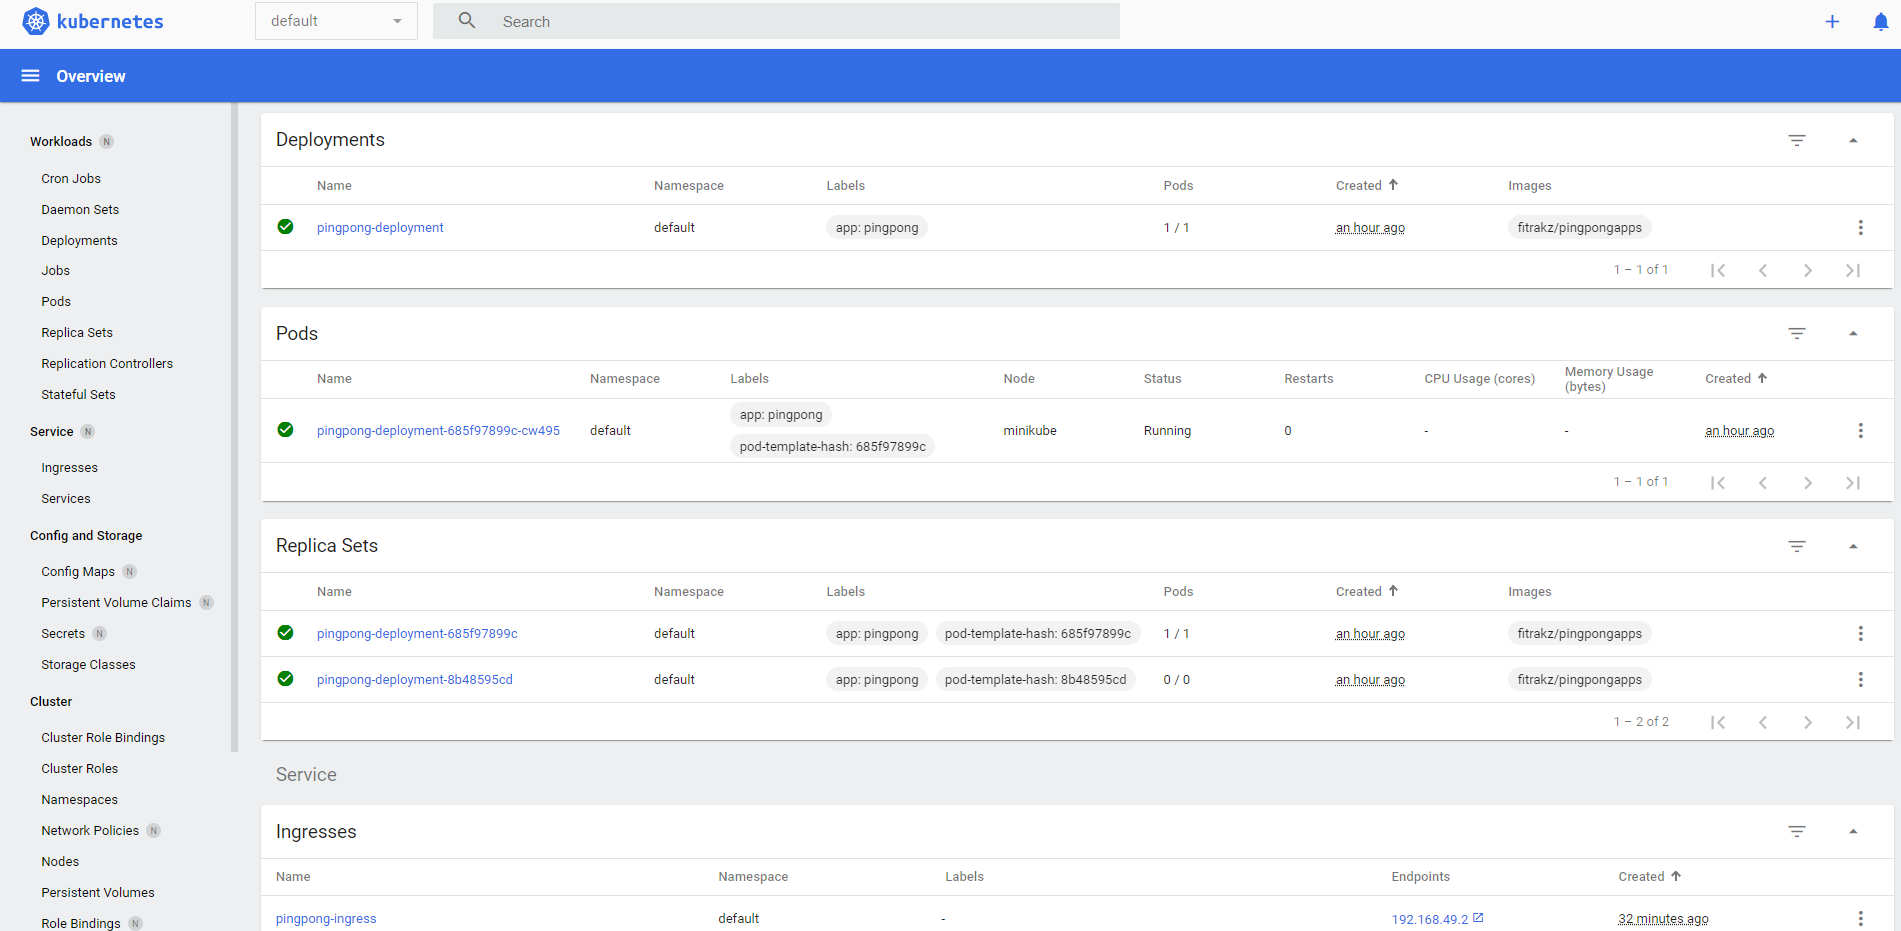 kubernetes
default
Search
Overview
Workloads N
Cron Jobs
Daemon Sets
Deployments
Jobs
Pods
Replica Sets
Replication Controllers
Stateful Sets
Service N
Ingresses
Services
Config and Storage
Config Maps N
Persistent Volume Claims N
Secrets N
Storage Classes
Cluster
Cluster Role Bindings
Cluster Roles
Namespaces
Network Policies N
Nodes
Persistent Volumes
Role Bindings N
Deployments
Name Namespace Labels Pods Created Images
pingpong-deployment default app: pingpong 1 / 1 an hour ago fitrakz/pingpongapps
1 – 1 of 1
Pods
Name Namespace Labels Node Status Restarts CPU Usage (cores) Memory Usage (bytes) Created
pingpong-deployment-685f97899c-cw495 default app: pingpong pod-template-hash: 685f97899c minikube Running 0 - - an hour ago
1 – 1 of 1
Replica Sets
Name Namespace Labels Pods Created Images
pingpong-deployment-685f97899c default app: pingpong pod-template-hash: 685f97899c 1 / 1 an hour ago fitrakz/pingpongapps
pingpong-deployment-8b48595cd default app: pingpong pod-template-hash: 8b48595cd 0 / 0 an hour ago fitrakz/pingpongapps
1 – 2 of 2
Service
Ingresses
Name Namespace Labels Endpoints Created
pingpong-ingress default - 192.168.49.2 32 minutes ago